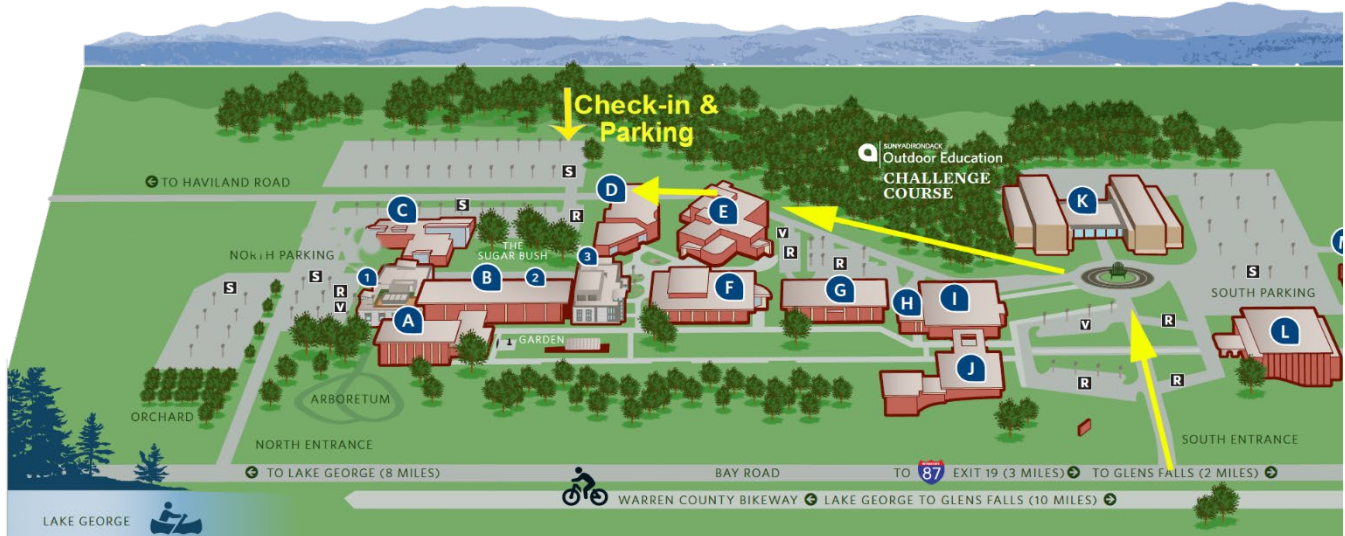 Check-in &
Parking
SUNY ADIRONDACK
Outdoor Education
CHALLENGE
COURSE
TO HAVILAND ROAD
S
D
E
K
C
S
R
V
R
NORTH PARKING
THE
SUGAR BUSH
1
B
2
3
F
G
R
H
I
S
SOUTH PARKING
S
R
V
A
GARDEN
J
V
R
L
R
R
ORCHARD
ARBORETUM
NORTH ENTRANCE
SOUTH ENTRANCE
TO LAKE GEORGE (8 MILES)
BAY ROAD
TO 87 EXIT 19 (3 MILES)
TO GLENS FALLS (2 MILES)
WARREN COUNTY BIKEWAY
LAKE GEORGE TO GLENS FALLS (10 MILES)
LAKE GEORGE